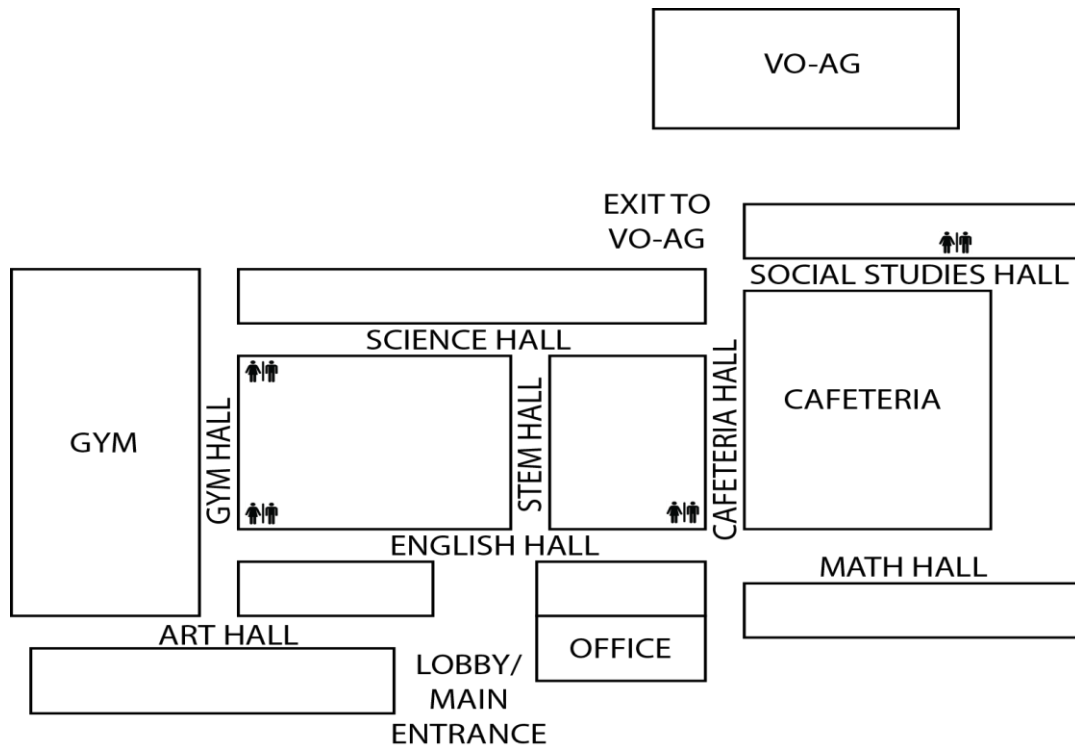 VO-AG
EXIT TO
VO-AG
SOCIAL STUDIES HALL
SCIENCE HALL
GYM
GYM HALL
STEM HALL
CAFETERIA HALL
CAFETERIA
ENGLISH HALL
MATH HALL
ART HALL
OFFICE
LOBBY/
MAIN
ENTRANCE